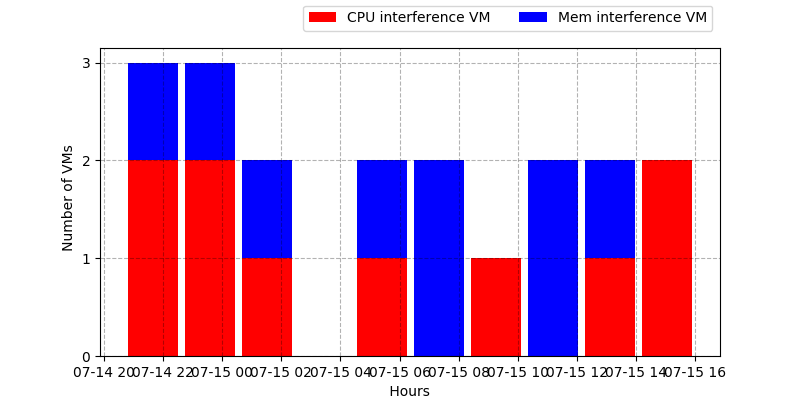 CPU interference VM Mem interference VM
3
2
1
0
Number of VMs
07-14 20 07-14 22 07-15 00 07-15 02 07-15 04 07-15 06 07-15 08 07-15 10 07-15 12 07-15 14 07-15 16
Hours